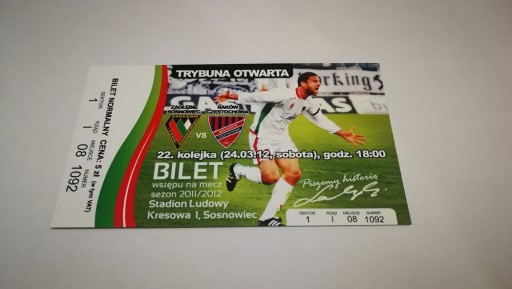 TRYBUNA OTWARTA
ZAGŁĘBIE SOSNOWIEC
VS
RAKÓW CZĘSTOCHOWA
22. kolejka (24.03.12, sobota), godz. 18:00
BILET
wstępu na mecz
sezon 2011/2012
Stadion Ludowy
Kresowa 1, Sosnowiec
Piszemy historię
SEKTOR RZĄD MIEJSCE NUMER
1 I 08 1092
BILET NORMALNY CENA: 5 zł (w tym VAT)
SEKTOR RZĄD MIEJSCE NUMER
1 I 08 1092